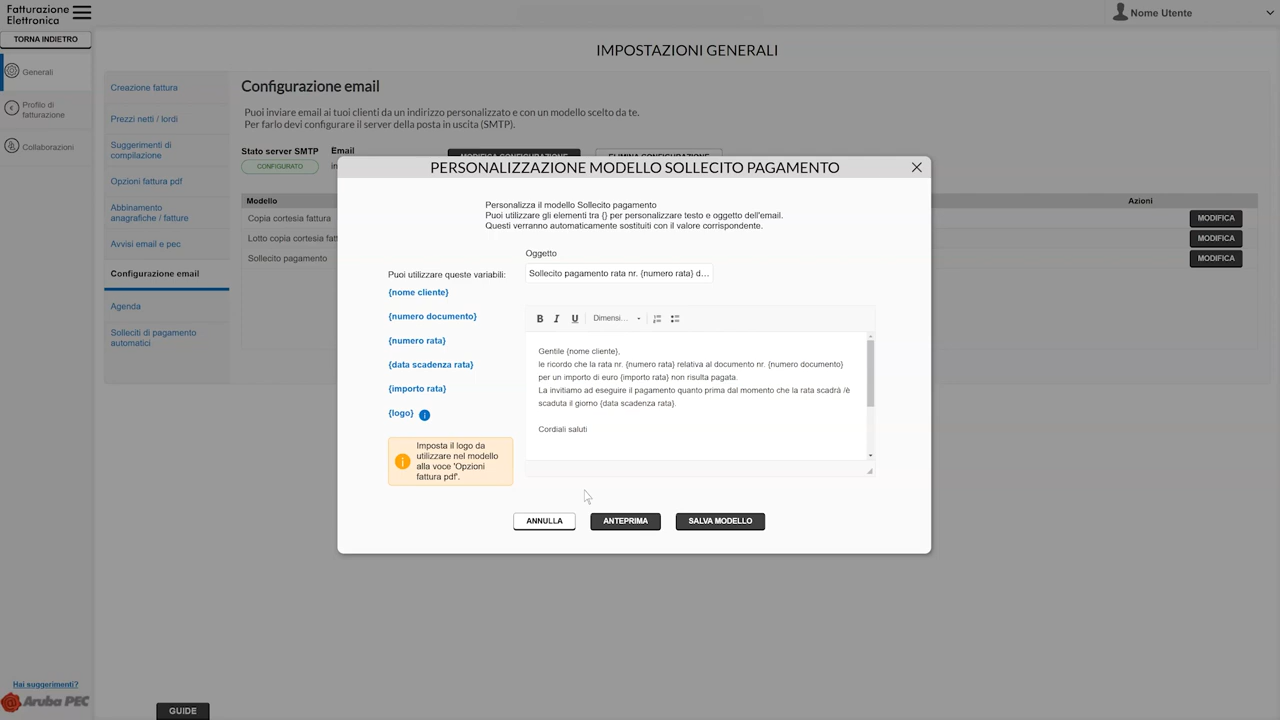 Fatturazione
Elettronica
Nome Utente
TORNA INDIETRO
IMPOSTAZIONI GENERALI
Generali
Profilo di
fatturazione
Collaborazioni
Creazione fattura
Prezzi netti / lordi
Suggerimenti di
compilazione
Opzioni fattura pdf
Abbinamento
anagrafiche / fatture
Avvisi email e pec
Configurazione email
Agenda
Solleciti di pagamento
automatici
Configurazione email
Puoi inviare email ai tuoi clienti da un indirizzo personalizzato e con un modello scelto da te.
Per farlo devi configurare il server della posta in uscita (SMTP).
Stato server SMTP Email
CONFIGURATO
MODIFICA CONFIGURAZIONE ELIMINA CONFIGURAZIONE
Modello Azioni
Copia cortesia fattura MODIFICA
Lotto copia cortesia fatt MODIFICA
Sollecito pagamento MODIFICA
PERSONALIZZAZIONE MODELLO SOLLECITO PAGAMENTO
Personalizza il modello Sollecito pagamento
Puoi utilizzare gli elementi tra {} per personalizzare testo e oggetto dell'email.
Questi verranno automaticamente sostituiti con il valore corrispondente.
Oggetto
Sollecito pagamento rata nr. {numero rata} d...
Puoi utilizzare queste variabili:
{nome cliente}
{numero documento}
{numero rata}
{data scadenza rata}
{importo rata}
{logo} i
Imposta il logo da
utilizzare nel modello
alla voce 'Opzioni
fattura pdf'.
B I U Dimensi...
Gentile {nome cliente},
le ricordo che la rata nr. {numero rata} relativa al documento nr. {numero documento}
per un importo di euro {importo rata} non risulta pagata.
La invitiamo ad eseguire il pagamento quanto prima dal momento che la rata scadrà /è
scaduta il giorno {data scadenza rata}.
Cordiali saluti
ANNULLA ANTEPRIMA SALVA MODELLO
Hai suggerimenti?
Aruba PEC
GUIDE